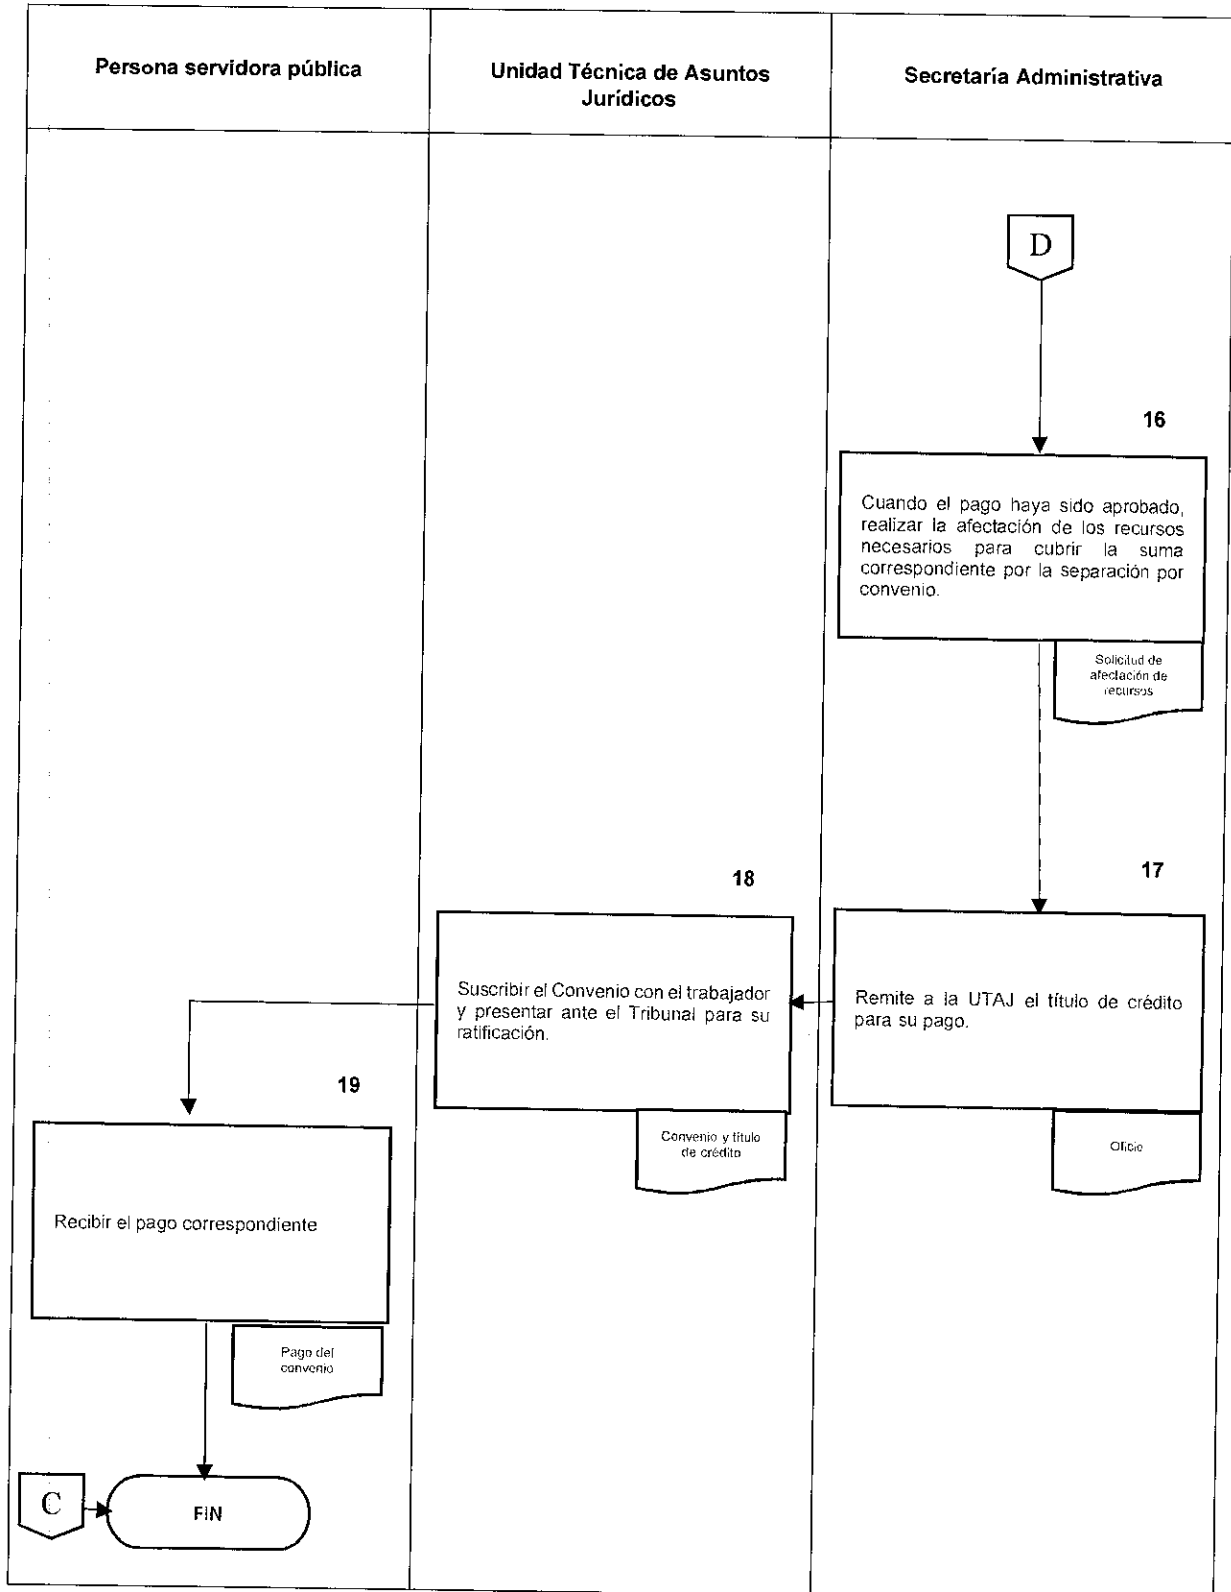 Persona servidora pública
Unidad Técnica de Asuntos
Jurídicos
Secretaría Administrativa
D
16
Cuando el pago haya sido aprobado,
realizar la afectación de los recursos
necesarios para cubrir la suma
correspondiente por la separación por
convenio.
Solicitud de
afectación de
recursos
17
Remite a la UTAJ el título de crédito
para su pago.
Oficio
18
Suscribir el Convenio con el trabajador
y presentar ante el Tribunal para su
ratificación.
Convenio y título
de crédito
19
Recibir el pago correspondiente
Pago del
convenio
C
FIN